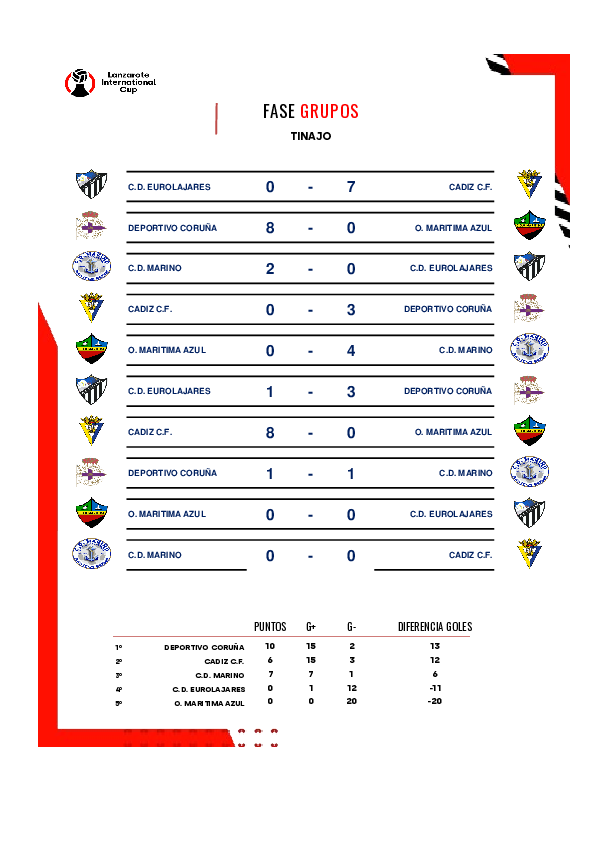 Lanzarote
International
Cup
FASE GRUPOS
TINAJO
C.D. EUROLAJARES 0 - 7 CADIZ C.F.
DEPORTIVO CORUÑA 8 - 0 O. MARITIMA AZUL
C.D. MARINO 2 - 0 C.D. EUROLAJARES
CADIZ C.F. 0 - 3 DEPORTIVO CORUÑA
O. MARITIMA AZUL 0 - 4 C.D. MARINO
C.D. EUROLAJARES 1 - 3 DEPORTIVO CORUÑA
CADIZ C.F. 8 - 0 O. MARITIMA AZUL
DEPORTIVO CORUÑA 1 - 1 C.D. MARINO
O. MARITIMA AZUL 0 - 0 C.D. EUROLAJARES
C.D. MARINO 0 - 0 CADIZ C.F.
PUNTOS G+ G- DIFERENCIA GOLES
1º DEPORTIVO CORUÑA 10 15 2 13
2º CADIZ C.F. 6 15 3 12
3º C.D. MARINO 7 7 1 6
4º C.D. EUROLAJARES 0 1 12 -11
5º O. MARITIMA AZUL 0 0 20 -20